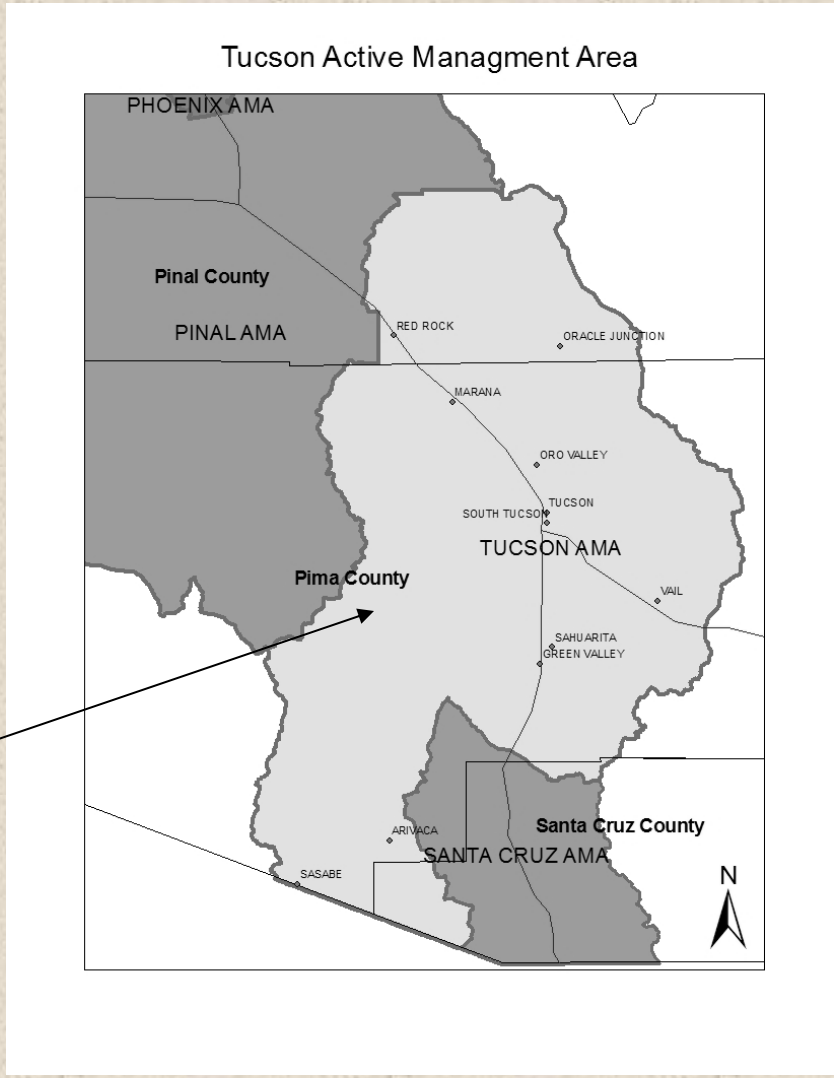 Tucson Active Managment Area
PHOENIX AMA
Pinal County
PINAL AMA
RED ROCK
ORACLE JUNCTION
MARANA
ORO VALLEY
TUCSON
SOUTH TUCSON
TUCSON AMA
Pima County
VAIL
SAHUARITA
GREEN VALLEY
Santa Cruz County
ARIVACA
SANTA CRUZ AMA
SASABE
N